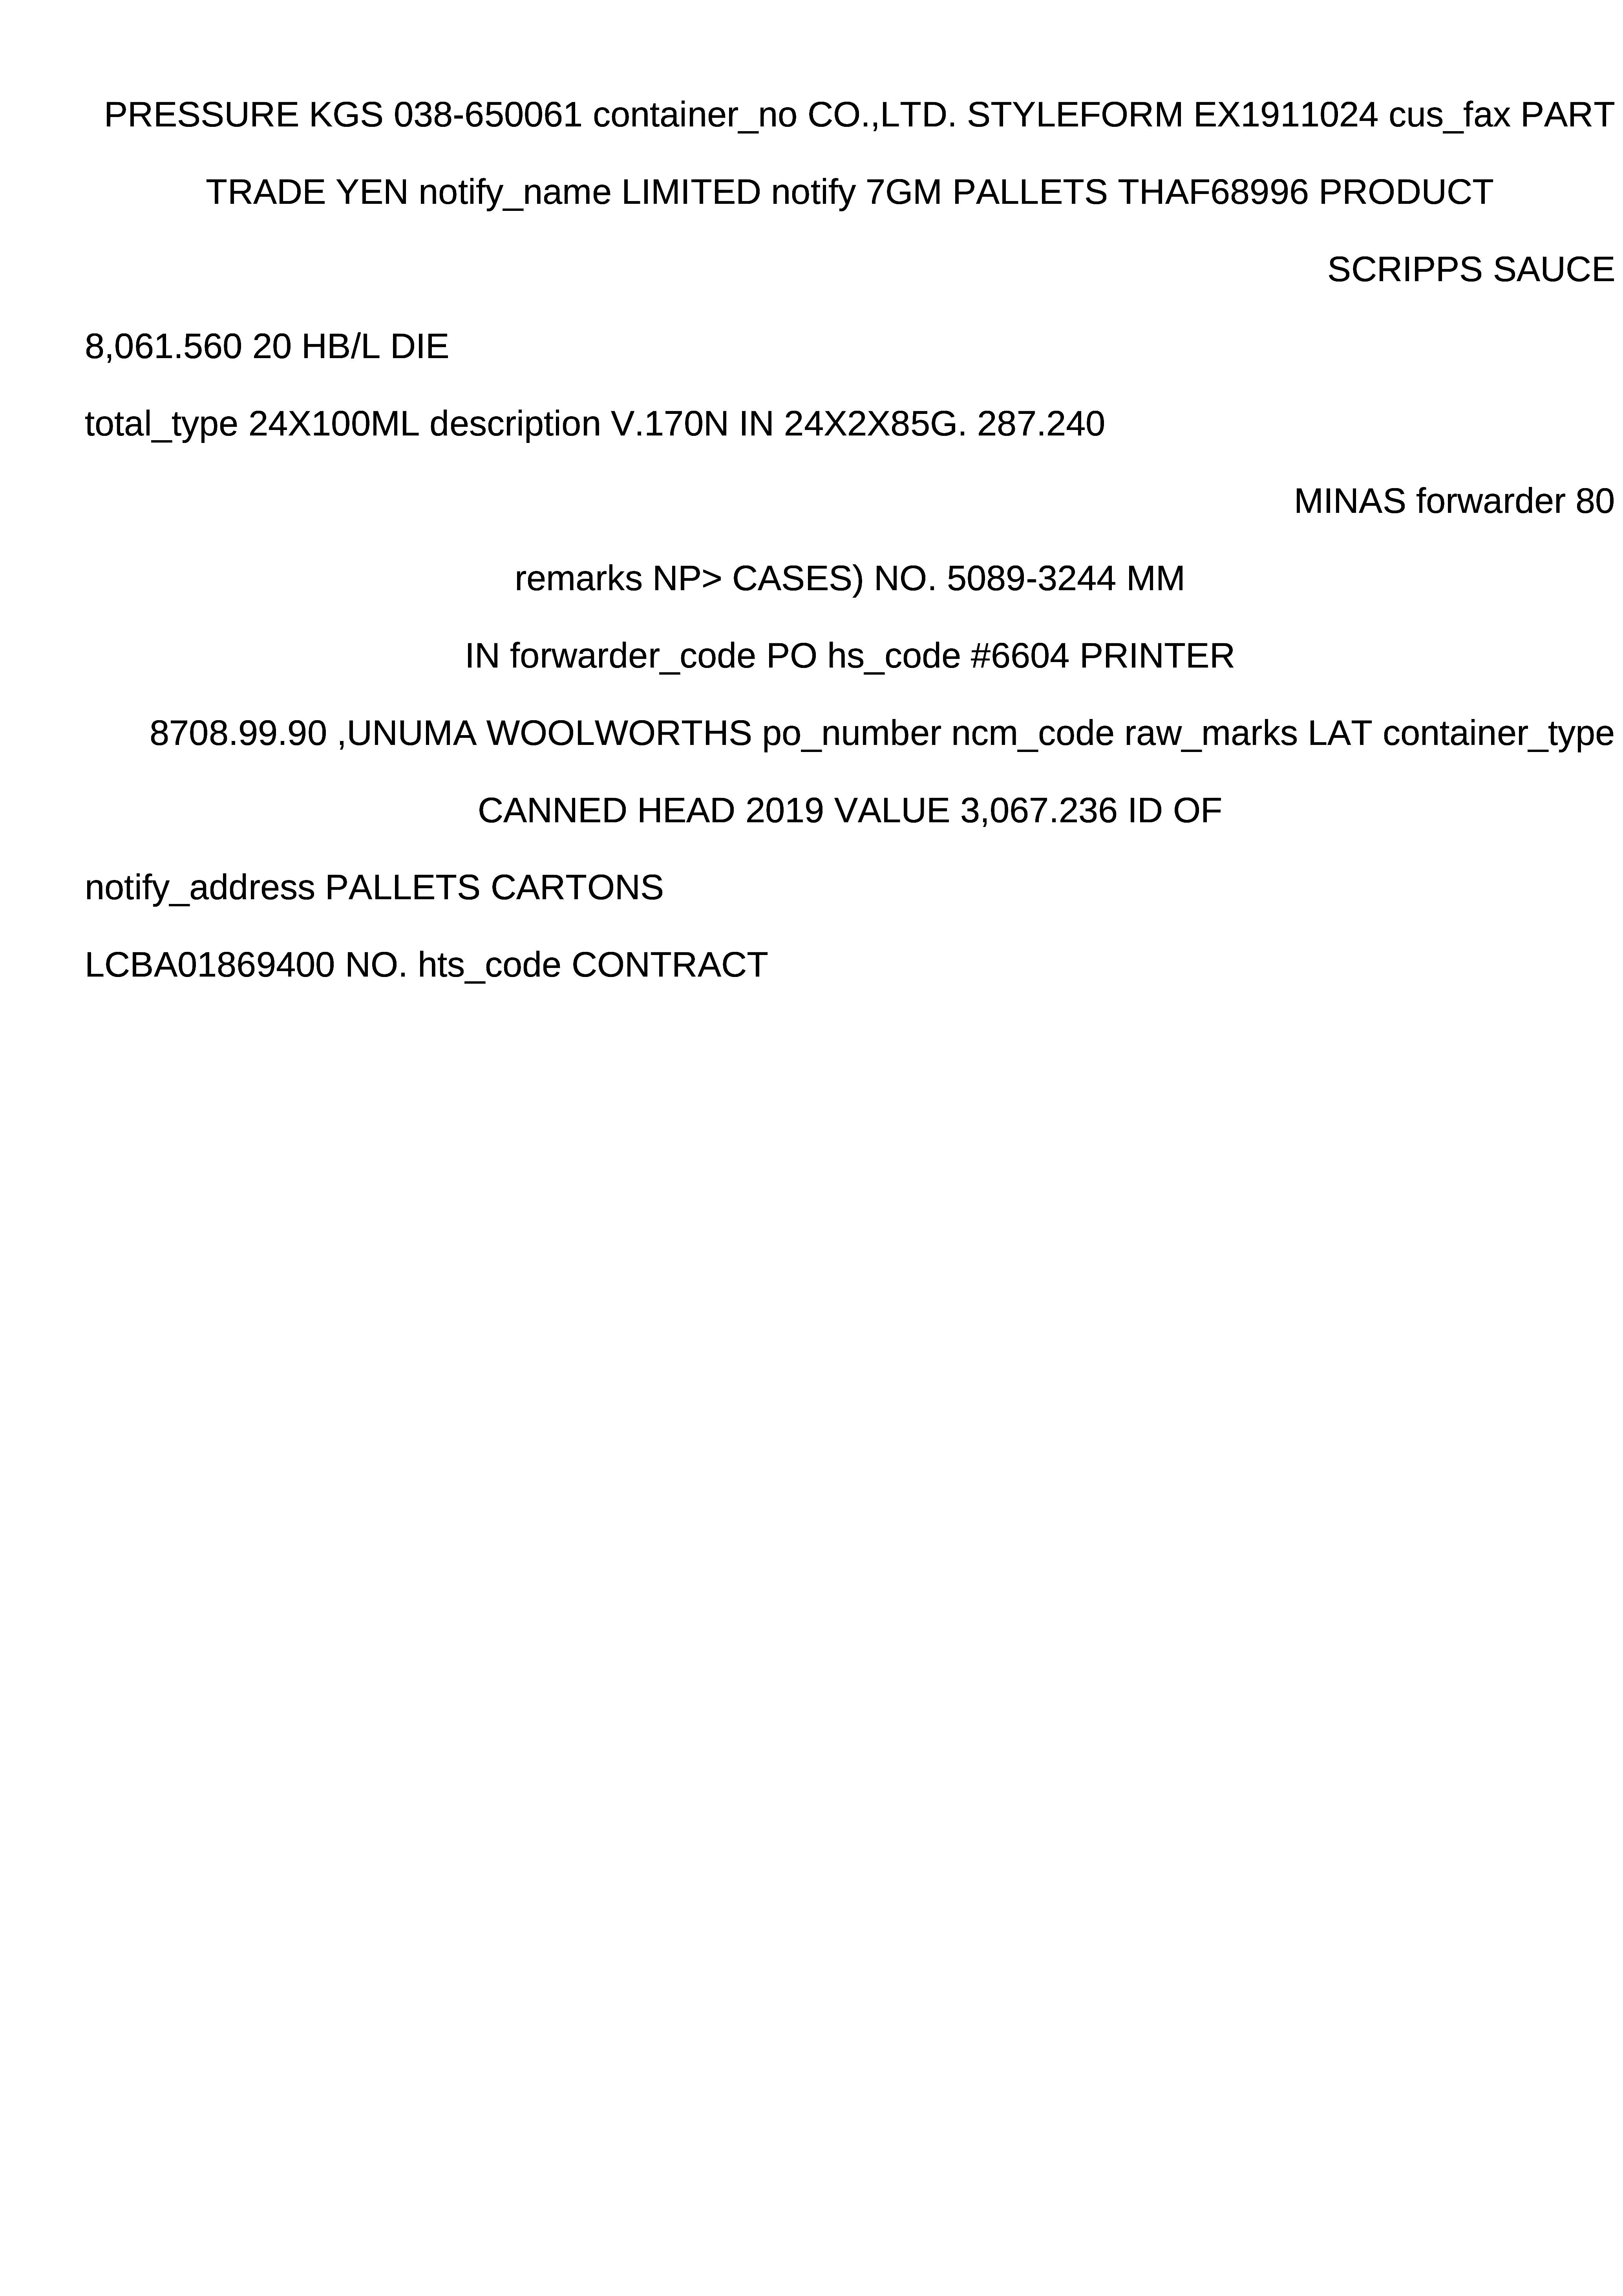 PRESSURE KGS 038-650061 container_no CO.,LTD. STYLEFORM EX1911024 cus_fax PART
TRADE YEN notify_name LIMITED notify 7GM PALLETS THAF68996 PRODUCT
SCRIPPS SAUCE
8,061.560 20 HB/L DIE
total_type 24X100ML description V.170N IN 24X2X85G. 287.240
MINAS forwarder 80
remarks NP> CASES) NO. 5089-3244 MM
IN forwarder_code PO hs_code #6604 PRINTER
8708.99.90 ,UNUMA WOOLWORTHS po_number ncm_code raw_marks LAT container_type
CANNED HEAD 2019 VALUE 3,067.236 ID OF
notify_address PALLETS CARTONS
LCBA01869400 NO. hts_code CONTRACT